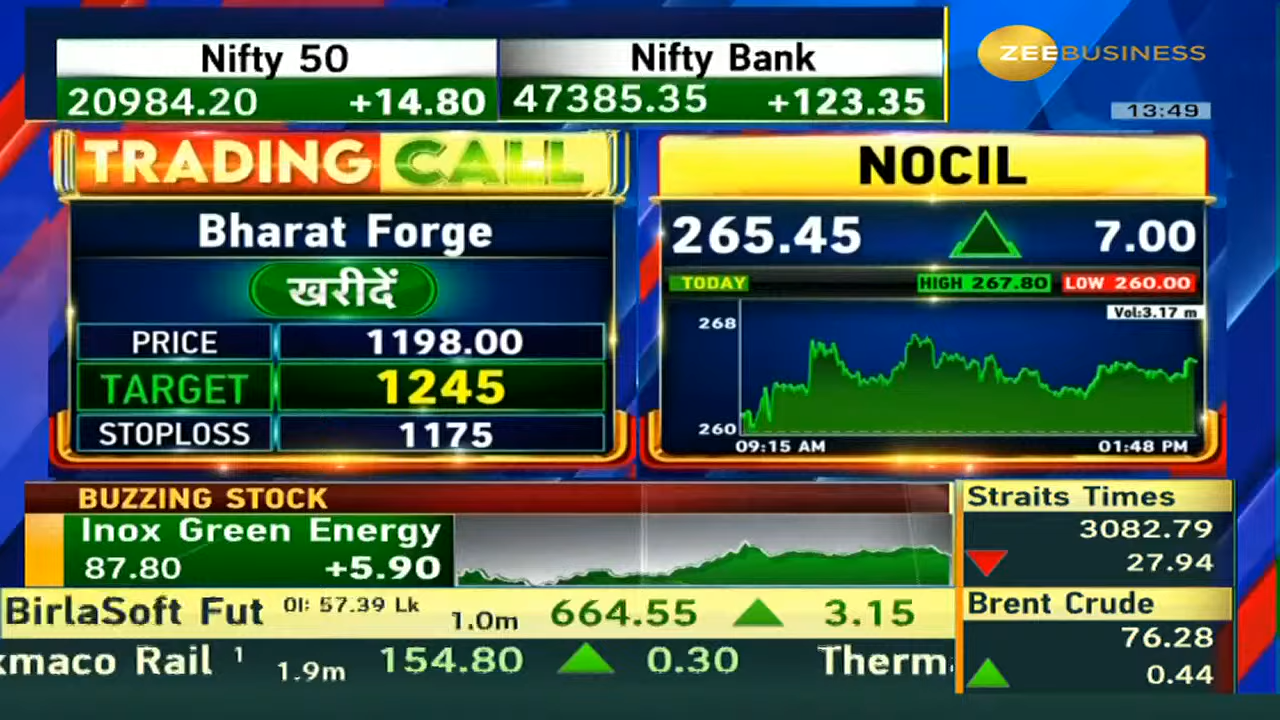 Nifty 50
20984.20 +14.80
Nifty Bank
47385.35 +123.35
ZEEBUSINESS
13:49
TRADING CALL
Bharat Forge
खरीदें
PRICE 1198.00
TARGET 1245
STOPLOSS 1175
NOCIL
265.45 7.00
TODAY HIGH 267.80 LOW 260.00
Vol:3.17 m
268
260
09:15 AM 01:48 PM
BUZZING STOCK
Inox Green Energy
87.80 +5.90
Straits Times
3082.79
27.94
Brent Crude
76.28
0.44
BirlaSoft Fut OI: 57.39 Lk 1.0m 664.55 3.15
xmaco Rail 1 1.9m 154.80 0.30 Therm